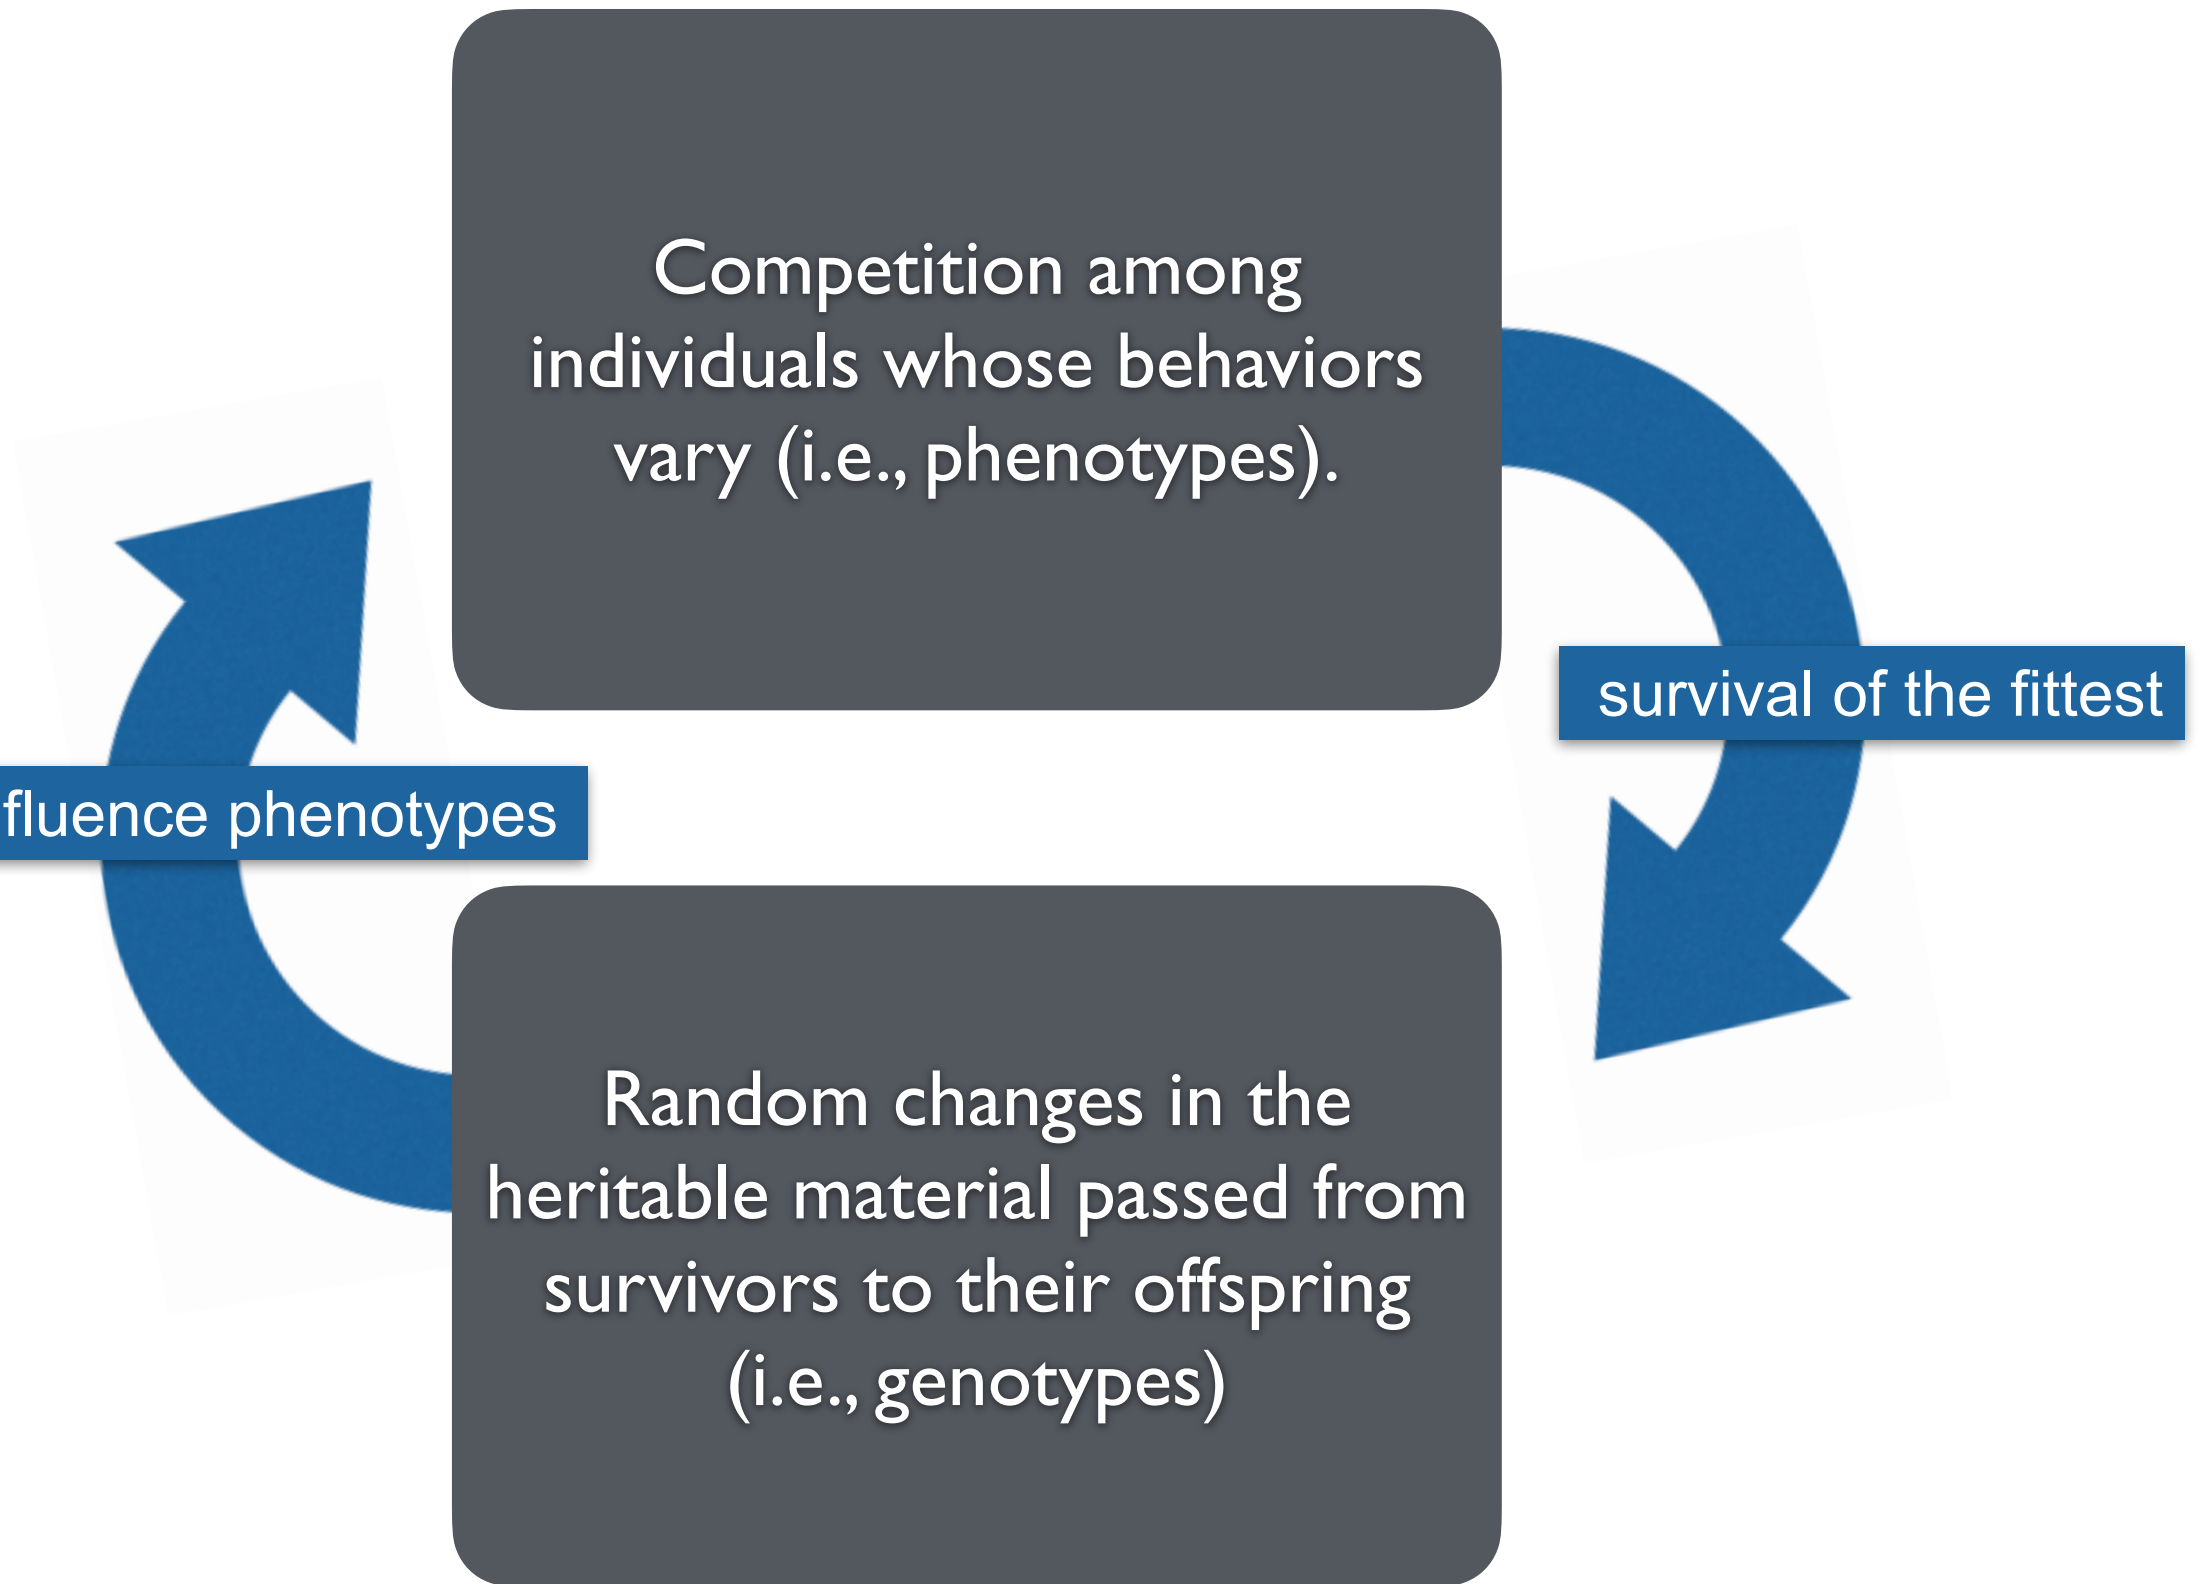 Competition among
individuals whose behaviors
vary (i.e., phenotypes).
survival of the fittest
fluence phenotypes
Random changes in the
heritable material passed from
survivors to their offspring
(i.e., genotypes)